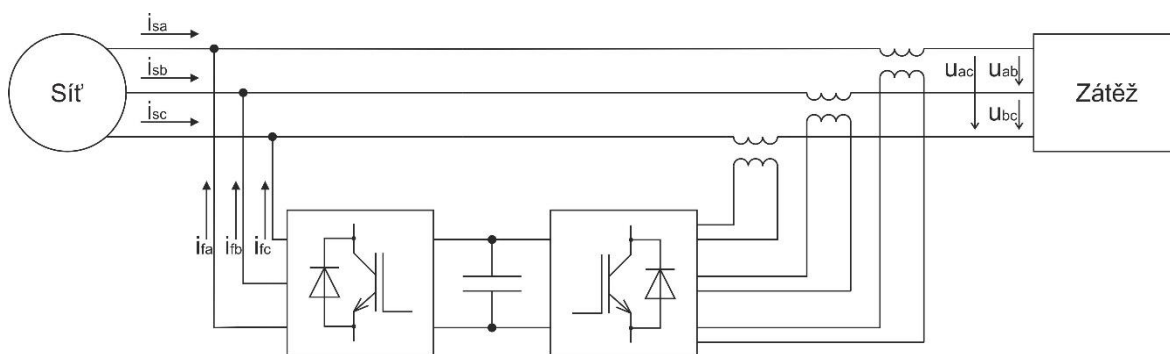 isa
isb
isc
Síť
uac
uab
ubc
Zátěž
ifa
ifb
ifc